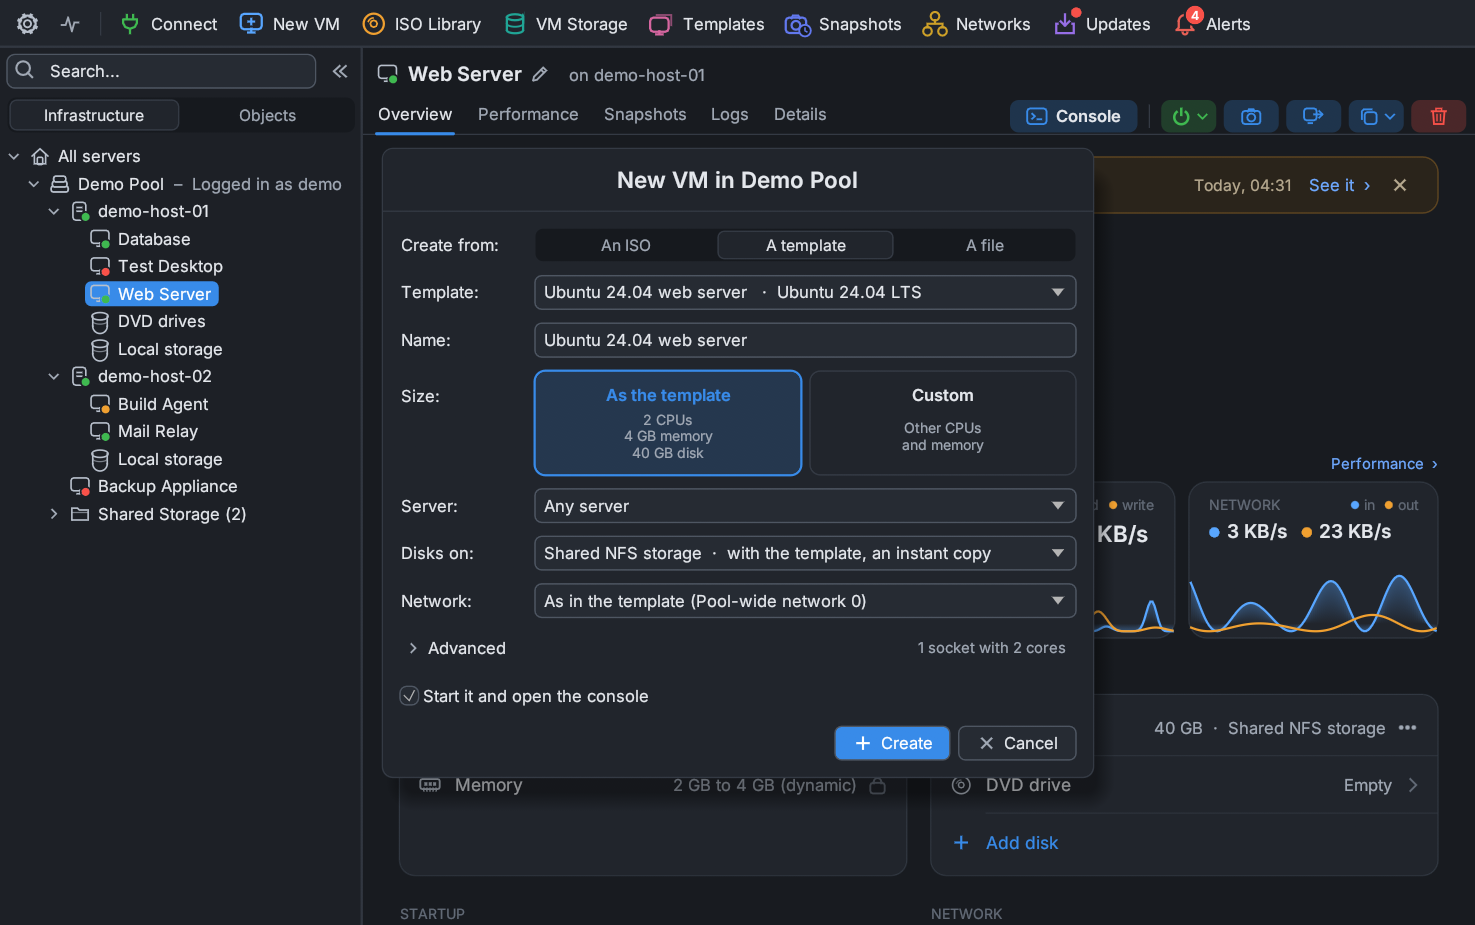 Connect New VM ISO Library VM Storage Templates Snapshots Networks Updates 4 Alerts
Search...
Infrastructure Objects
All servers
Demo Pool – Logged in as demo
demo-host-01
Database
Test Desktop
Web Server
DVD drives
Local storage
demo-host-02
Build Agent
Mail Relay
Local storage
Backup Appliance
Shared Storage (2)
Web Server on demo-host-01
Overview Performance Snapshots Logs Details
Console
Today, 04:31 See it ›
New VM in Demo Pool
Create from: An ISO A template A file
Template: Ubuntu 24.04 web server · Ubuntu 24.04 LTS
Name: Ubuntu 24.04 web server
Size:
As the template
2 CPUs
4 GB memory
40 GB disk
Custom
Other CPUs
and memory
Server: Any server
Disks on: Shared NFS storage · with the template, an instant copy
Network: As in the template (Pool-wide network 0)
Advanced 1 socket with 2 cores
Start it and open the console
Create Cancel
Performance ›
write
KB/s
NETWORK in out
3 KB/s 23 KB/s
40 GB · Shared NFS storage
Memory 2 GB to 4 GB (dynamic)
DVD drive Empty
Add disk
STARTUP
NETWORK